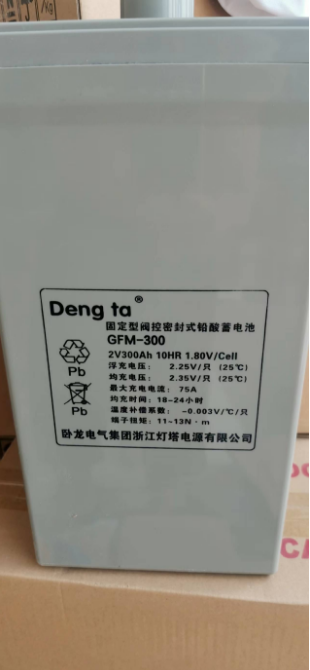 Deng ta®
固定型阀控密封式铅酸蓄电池
GFM-300
2V300Ah 10HR 1.80V/Cell
浮充电压: 2.25V/只 (25℃)
均充电压: 2.35V/只 (25℃)
最大充电电流: 75A
均充时间: 18-24小时
温度补偿系数: -0.003V/℃/只
端子扭矩: 11-13N·m
Pb
Pb
卧龙电气集团浙江灯塔电源有限公司